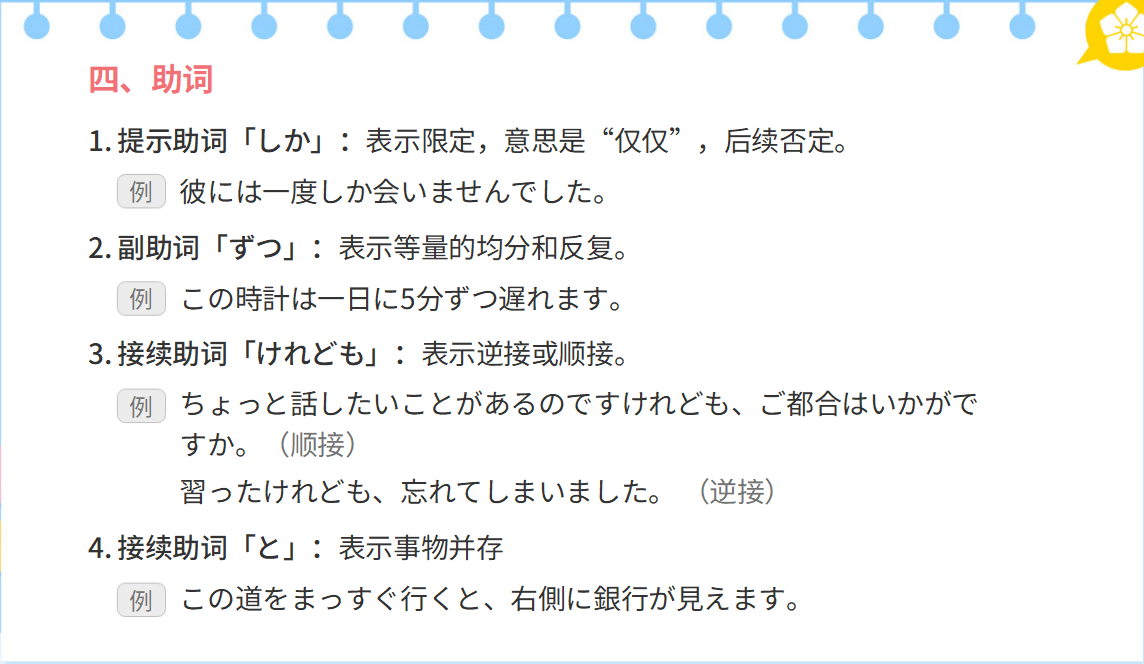 四、助词
1. 提示助词「しか」：表示限定，意思是“仅仅”，后续否定。
例 彼には一度しか会いませんでした。
2. 副助词「ずつ」：表示等量的均分和反复。
例 この時計は一日に5分ずつ遅れます。
3. 接续助词「けれども」：表示逆接或顺接。
例 ちょっと話したいことがあるのですけれども、ご都合はいかがで
すか。（顺接）
習ったけれども、忘れてしまいました。（逆接）
4. 接续助词「と」：表示事物并存
例 この道をまっすぐ行くと、右側に銀行が見えます。